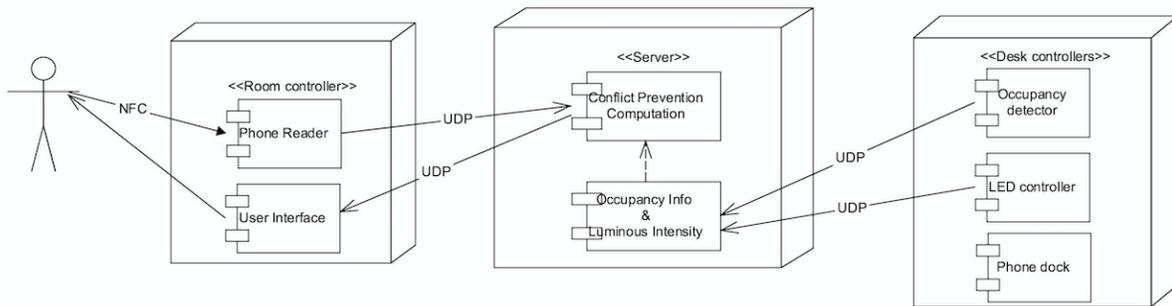 <<Room controller>>
NFC
Phone Reader
User Interface
UDP
UDP
<<Server>>
Conflict Prevention
Computation
Occupancy Info
&
Luminous Intensity
UDP
UDP
<<Desk controllers>>
Occupancy
detector
LED controller
Phone dock